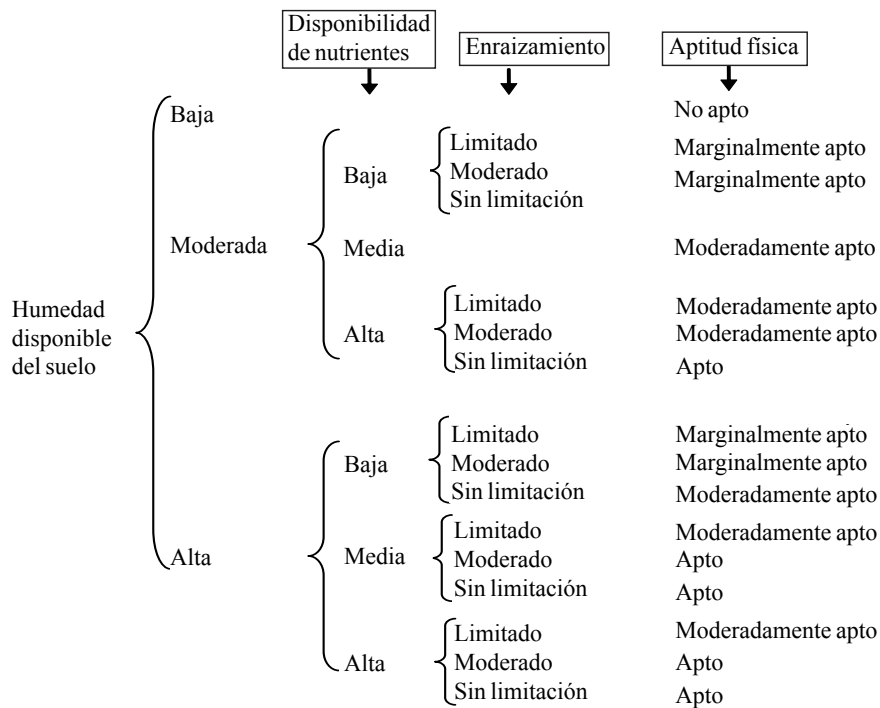 Disponibilidad
de nutrientes
Enraizamiento
Aptitud física
Baja
No apto
Humedad
disponible
del suelo
Moderada
Baja
Limitado
Marginalmente apto
Moderado
Marginalmente apto
Sin limitación
Media
Moderadamente apto
Alta
Limitado
Moderadamente apto
Moderado
Moderadamente apto
Sin limitación
Apto
Alta
Baja
Limitado
Marginalmente apto
Moderado
Marginalmente apto
Sin limitación
Moderadamente apto
Media
Limitado
Moderadamente apto
Moderado
Apto
Sin limitación
Apto
Alta
Limitado
Moderadamente apto
Moderado
Apto
Sin limitación
Apto